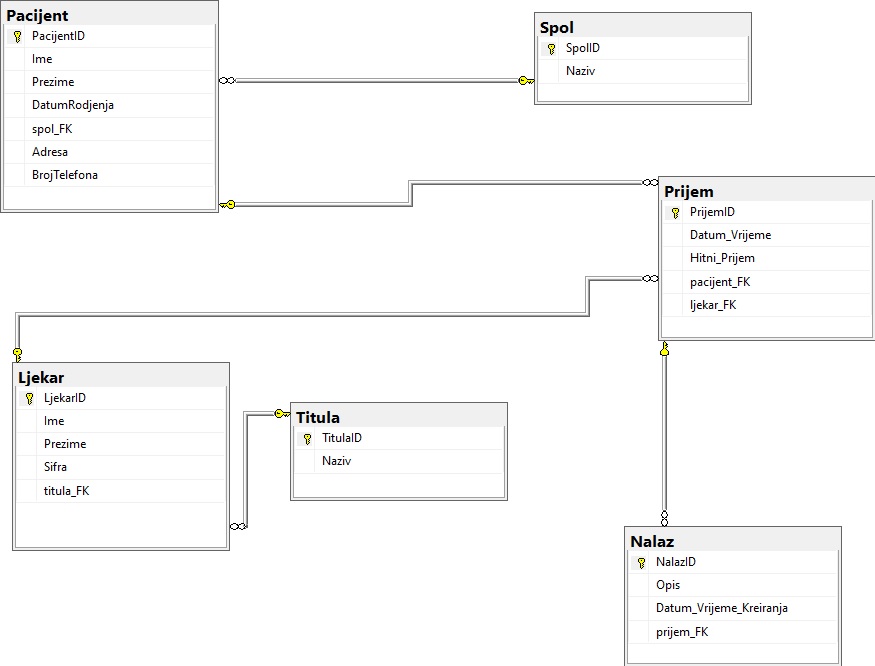 Pacijent
PacijentID
Ime
Prezime
DatumRodjenja
spol_FK
Adresa
BrojTelefona
Spol
SpolID
Naziv
Prijem
PrijemID
Datum_Vrijeme
Hitni_Prijem
pacijent_FK
ljekar_FK
Ljekar
LjekarID
Ime
Prezime
Sifra
titula_FK
Titula
TitulaID
Naziv
Nalaz
NalazID
Opis
Datum_Vrijeme_Kreiranja
prijem_FK